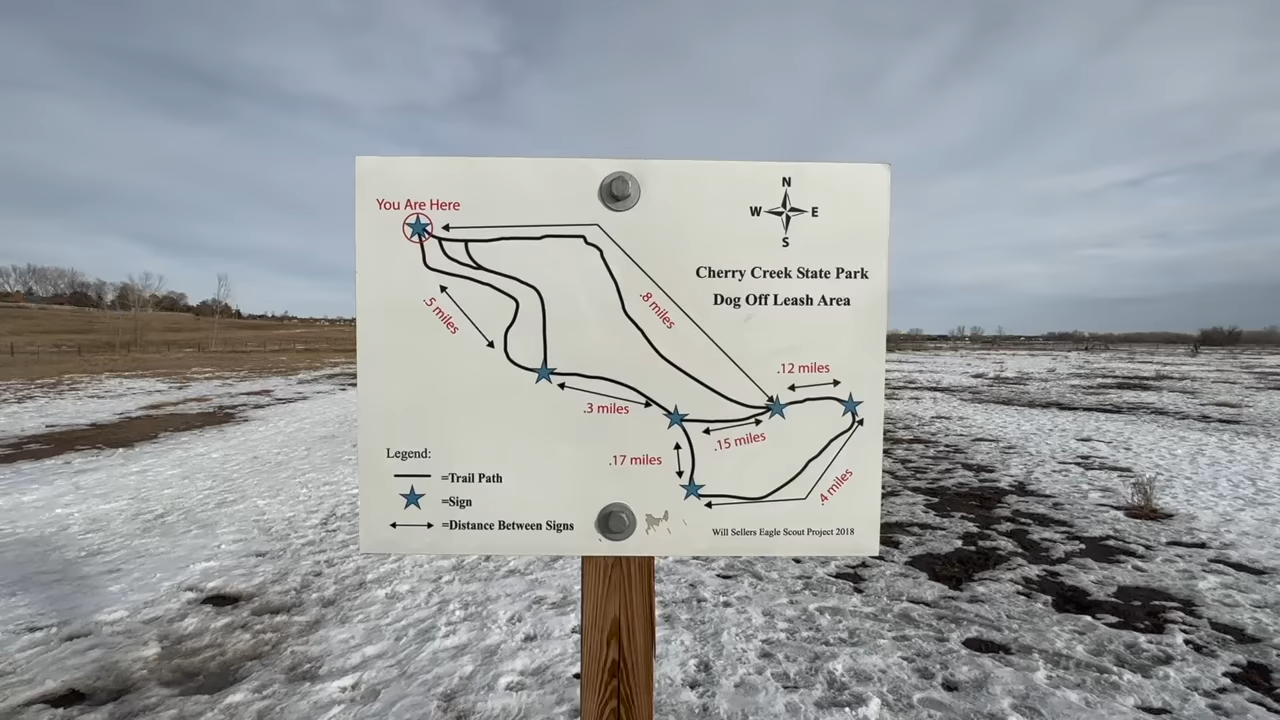 You Are Here
N
W E
S
Cherry Creek State Park
Dog Off Leash Area
.5 miles
.8 miles
.12 miles
.3 miles
.15 miles
.17 miles
.4 miles
Legend:
=Trail Path
=Sign
=Distance Between Signs
Will Sellers Eagle Scout Project 2018